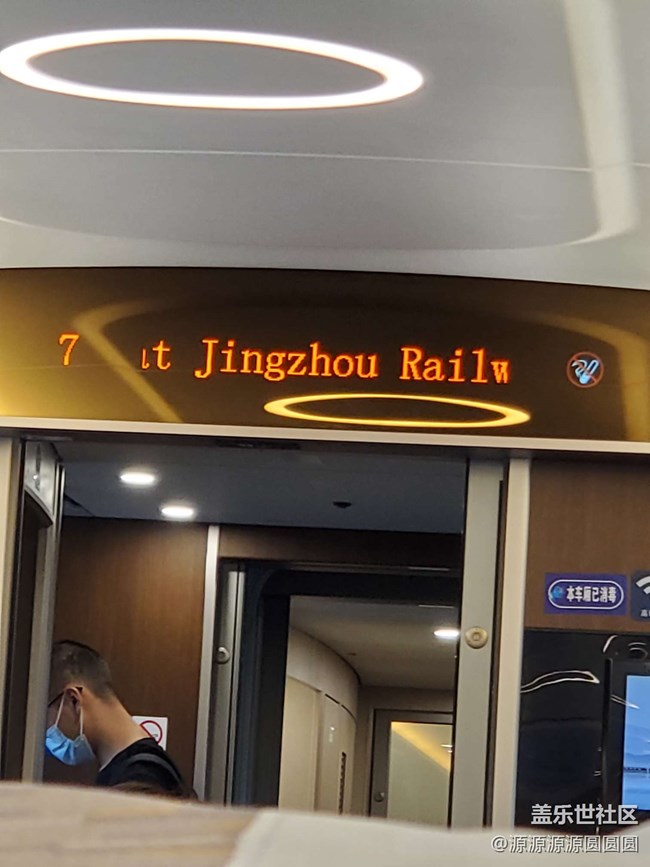 7 at Jingzhou Railw
本车厢已消毒
盖乐世社区
@源源源源圆圆圆